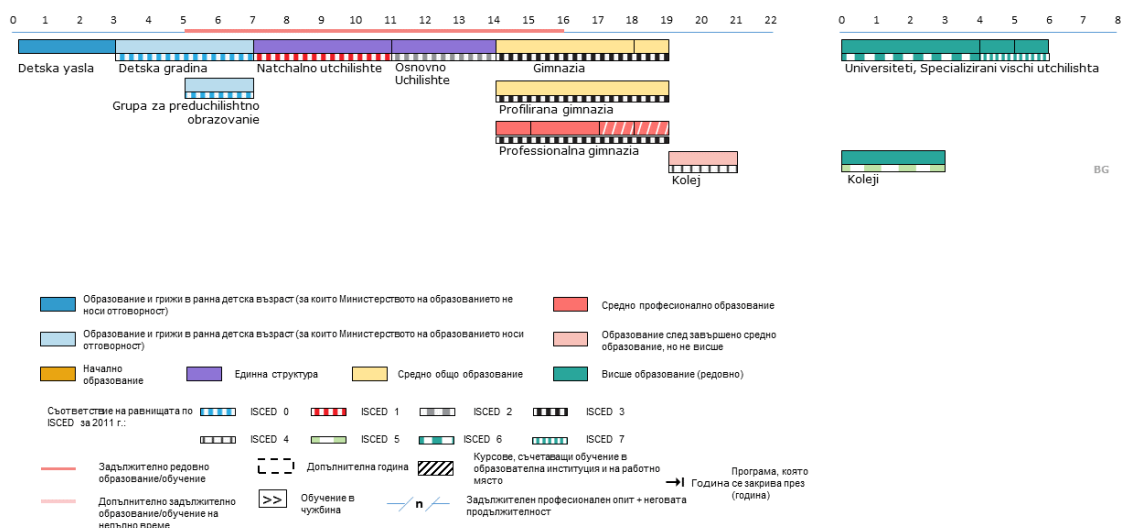 0 1 2 3 4 5 6 7 8 9 10 11 12 13 14 15 16 17 18 19 20 21 22
0 1 2 3 4 5 6 7 8
Detska yasla
Detska gradina
Natchalno utchilishte
Osnovno
Uchilishte
Gimnazia
Universiteti, Specializirani vischi utchilishta
Grupa za preduchilishtno
obrazovanie
Profilirana gimnazia
Professionalna gimnazia
Kolej
Koleji
BG
Образование и грижи в ранна детска възраст (за които Министерството на образованието не
носи отговорност)
Средно професионално образование
Образование и грижи в ранна детска възраст (за които Министерството на образованието носи
отговорност)
Образование след завършено средно
образование, но не висше
Начално
образование
Единна структура
Средно общо образование
Висше образование (редовно)
Съответствие на равнищата по
ISCED за 2011 г.:
ISCED 0
ISCED 1
ISCED 2
ISCED 3
ISCED 4
ISCED 5
ISCED 6
ISCED 7
Задължително редовно
образование/обучение
Допълнителна година
Курсове, съчетаващи обучение в
образователна институция и на работно
място
Година
Програма, която
се закрива през
(година)
Допълнително задължително
образование/обучение на
непълно време
>>
Обучение в
чужбина
n
Задължителен професионален опит + неговата
продължителност